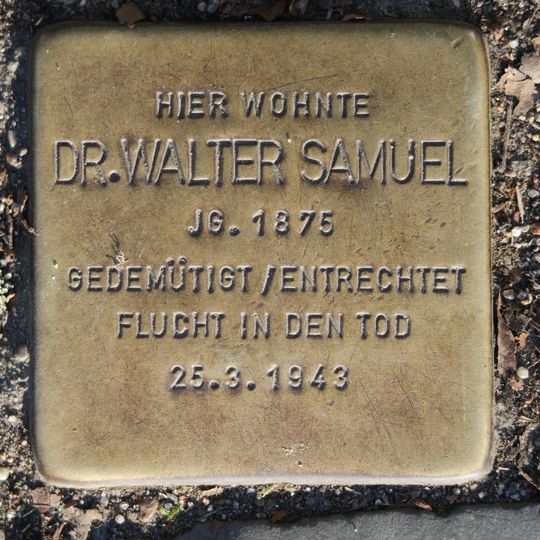 HIER WOHNTE
DR. WALTER SAMUEL
JG. 1875
GEDEMÜTIGT / ENTRECHTET
FLUCHT IN DEN TOD
25.3.1943